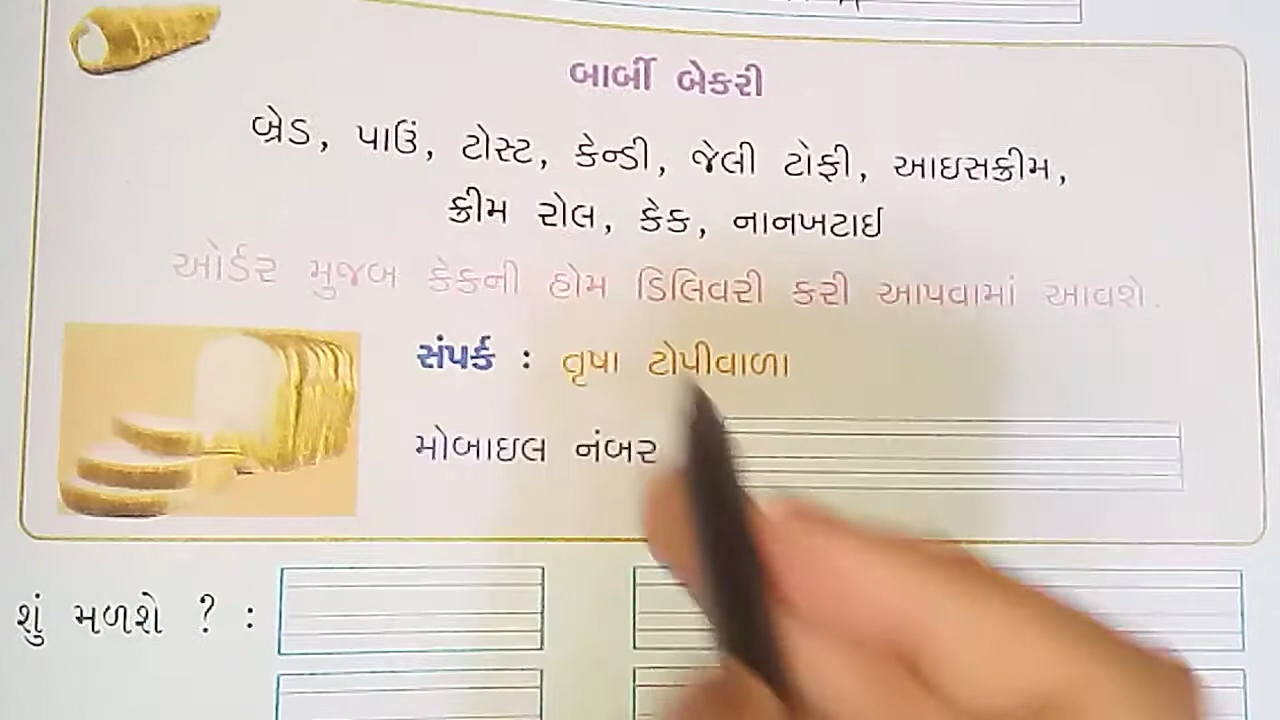 બાર્બી બેકરી
બ્રેડ, પાઉં, ટોસ્ટ, કેન્ડી, જેલી ટોફી, આઇસક્રીમ,
ક્રીમ રોલ, કેક, નાનખટાઈ
ઓર્ડર મુજબ કેકની હોમ ડિલિવરી કરી આપવામાં આવશે.
સંપર્ક : તૃષા ટોપીવાળા
મોબાઇલ નંબર
શું મળશે ? :